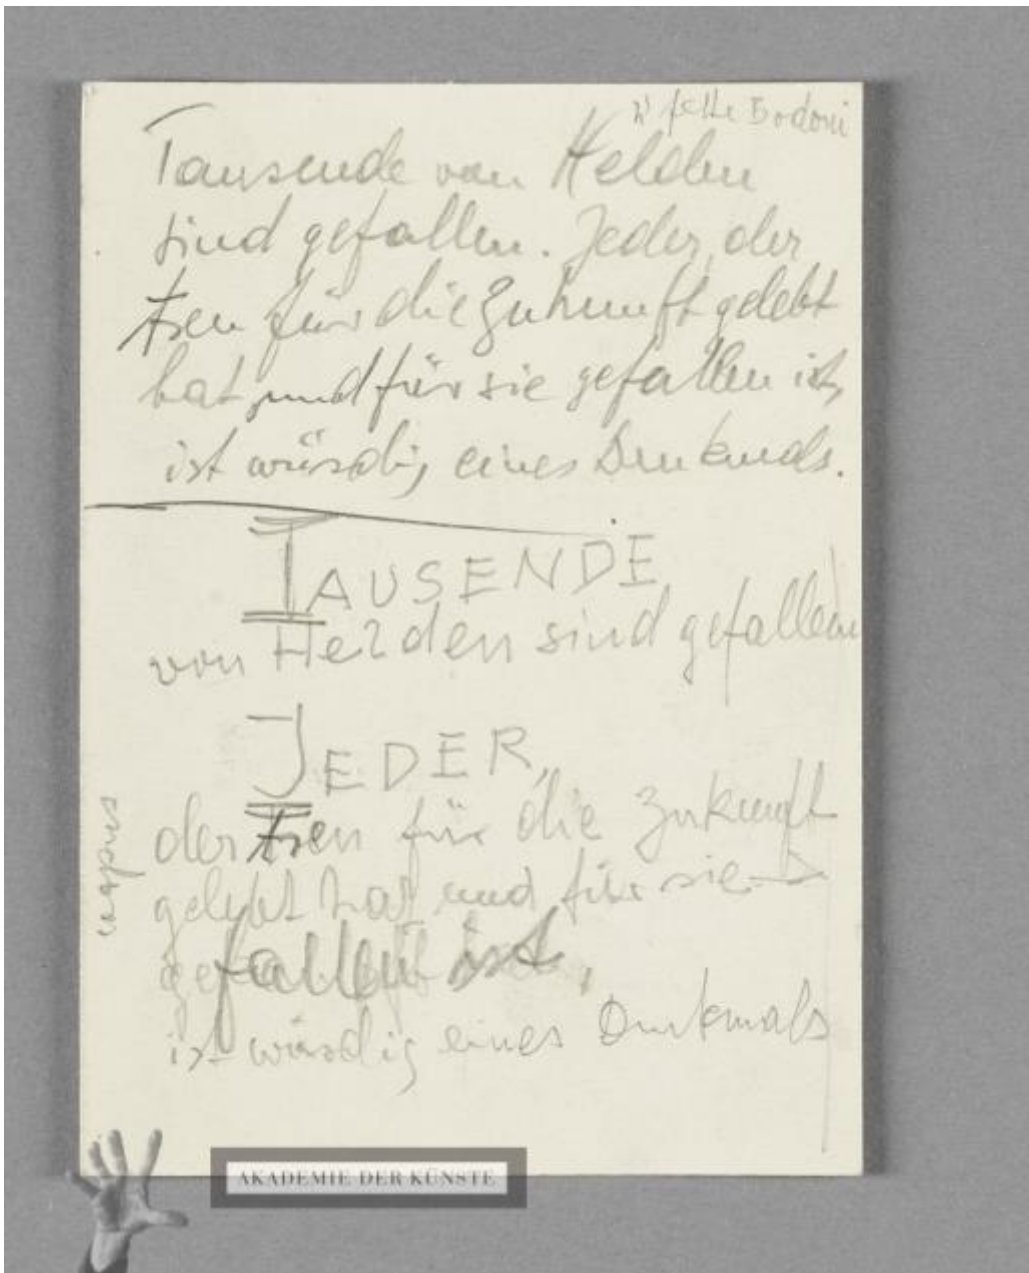 fette Bodoni
Tausende von Helden
sind gefallen. Jeder, der
treu für die Zukunft gelebt
hat, und für sie gefallen ist,
ist würdig eines Denkmals.
TAUSENDE
von Helden sind gefallen
JEDER,
der treu für die Zukunft
gelebt hat, und für sie
gefallen ist,
ist würdig eines Denkmals
AKADEMIE DER KÜNSTE